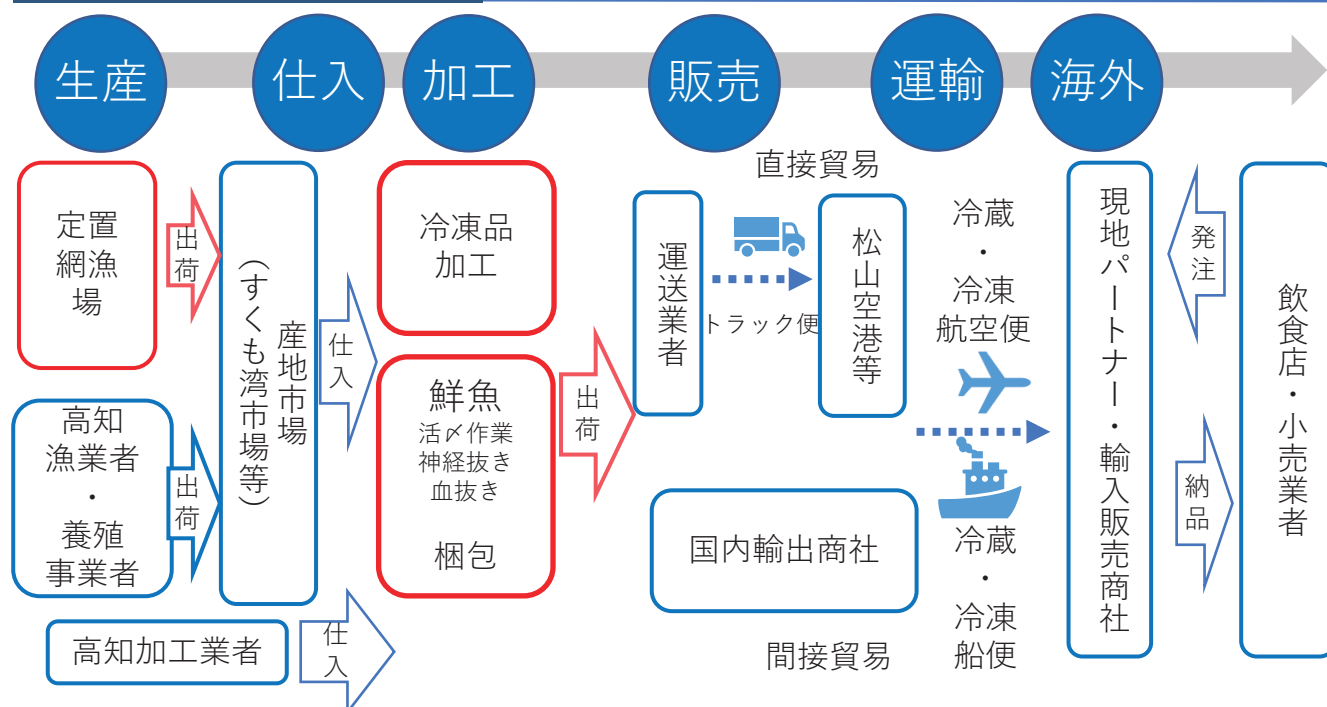 生産
仕入
加工
販売
運輸
海外
定置
網漁
場
出荷
高知
漁業者
・
養殖
事業者
出荷
産地市場
(すくも湾市場等)
仕入
高知加工業者
仕入
冷凍品
加工
鮮魚
活〆作業
神経抜き
血抜き
梱包
出荷
直接貿易
運送業者
トラック便
松山空港等
国内輸出商社
間接貿易
冷蔵
・
冷凍
航空便
冷蔵
・
冷凍
船便
現地パートナー・輸入販売商社
発注
納品
飲食店・小売業者